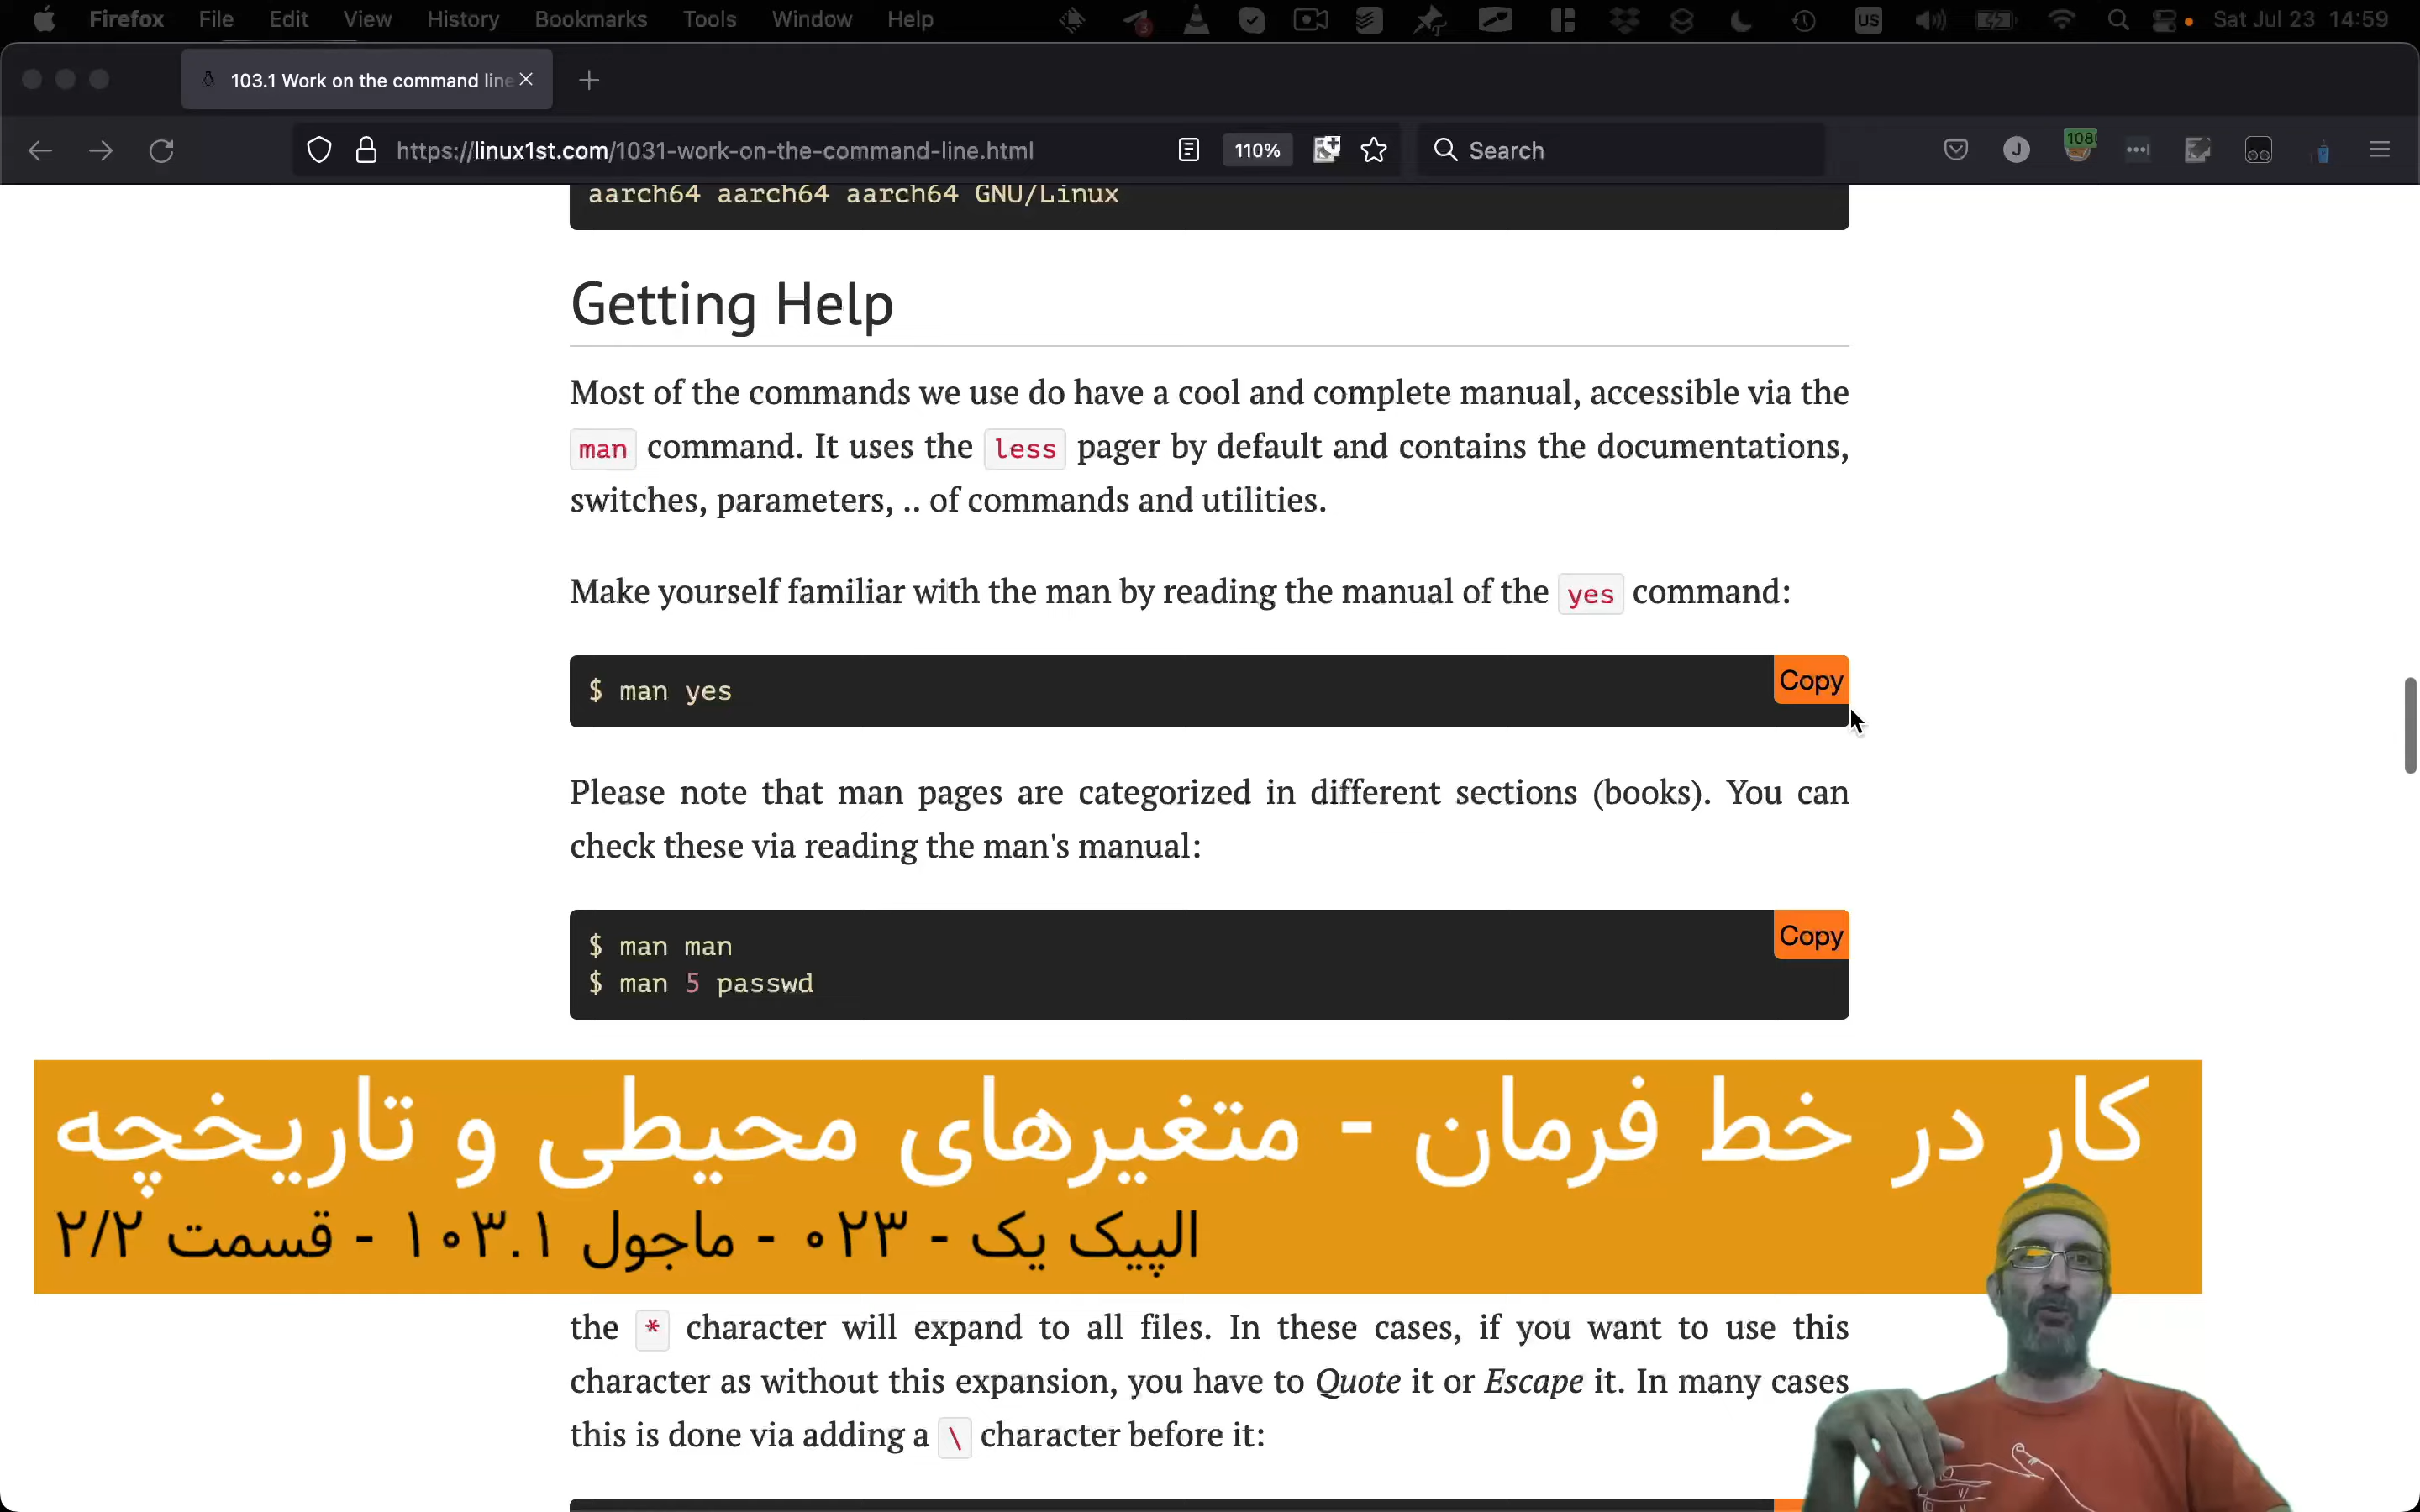 Firefox File Edit View History Bookmarks Tools Window Help 3 US Sat Jul 23 14:59
103.1 Work on the command line
https://linux1st.com/1031-work-on-the-command-line.html 110% Search J 108
aarch64 aarch64 aarch64 GNU/Linux
Getting Help
Most of the commands we use do have a cool and complete manual, accessible via the
man command. It uses the less pager by default and contains the documentations,
switches, parameters, .. of commands and utilities.
Make yourself familiar with the man by reading the manual of the yes command:
Copy
$ man yes
Please note that man pages are categorized in different sections (books). You can
check these via reading the man's manual:
Copy
$ man man
$ man 5 passwd
کار در خط فرمان - متغیرهای محیطی و تاریخچه
الپیک یک - ۰۲۳ - ماجول ۱۰۳.۱ - قسمت ۲/۲
the * character will expand to all files. In these cases, if you want to use this
character as without this expansion, you have to Quote it or Escape it. In many cases
this is done via adding a \ character before it: